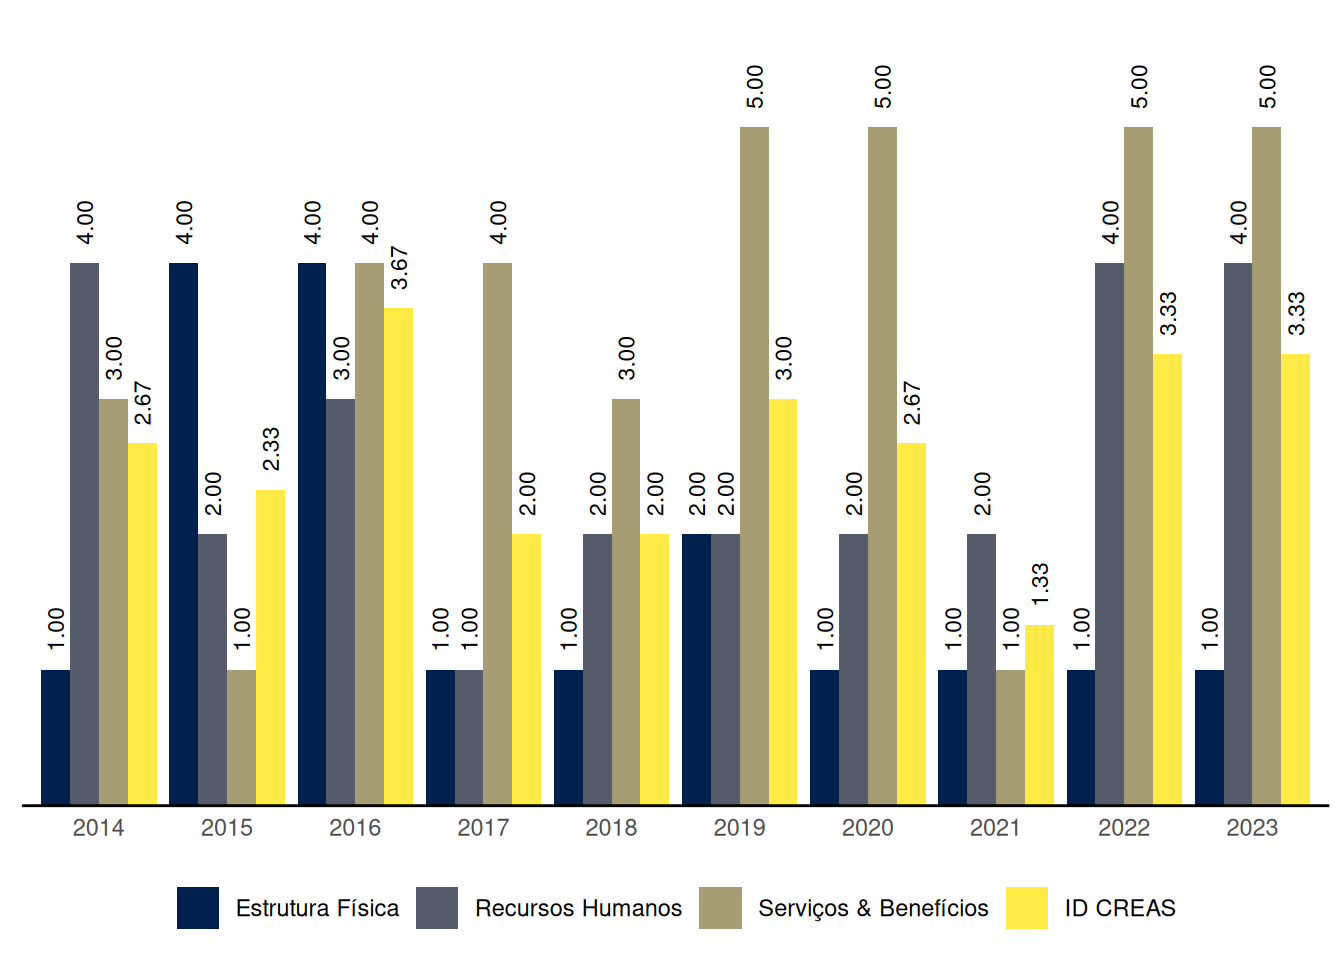 1.00 4.00 3.00 2.67 4.00 2.00 1.00 2.33 4.00 3.00 4.00 3.67 1.00 1.00 4.00 2.00 1.00 2.00 3.00 2.00 2.00 2.00 5.00 3.00 1.00 2.00 5.00 2.67 1.00 2.00 1.00 1.33 1.00 4.00 5.00 3.33 1.00 4.00 5.00 3.33
2014 2015 2016 2017 2018 2019 2020 2021 2022 2023
Estrutura Física Recursos Humanos Serviços & Benefícios ID CREAS